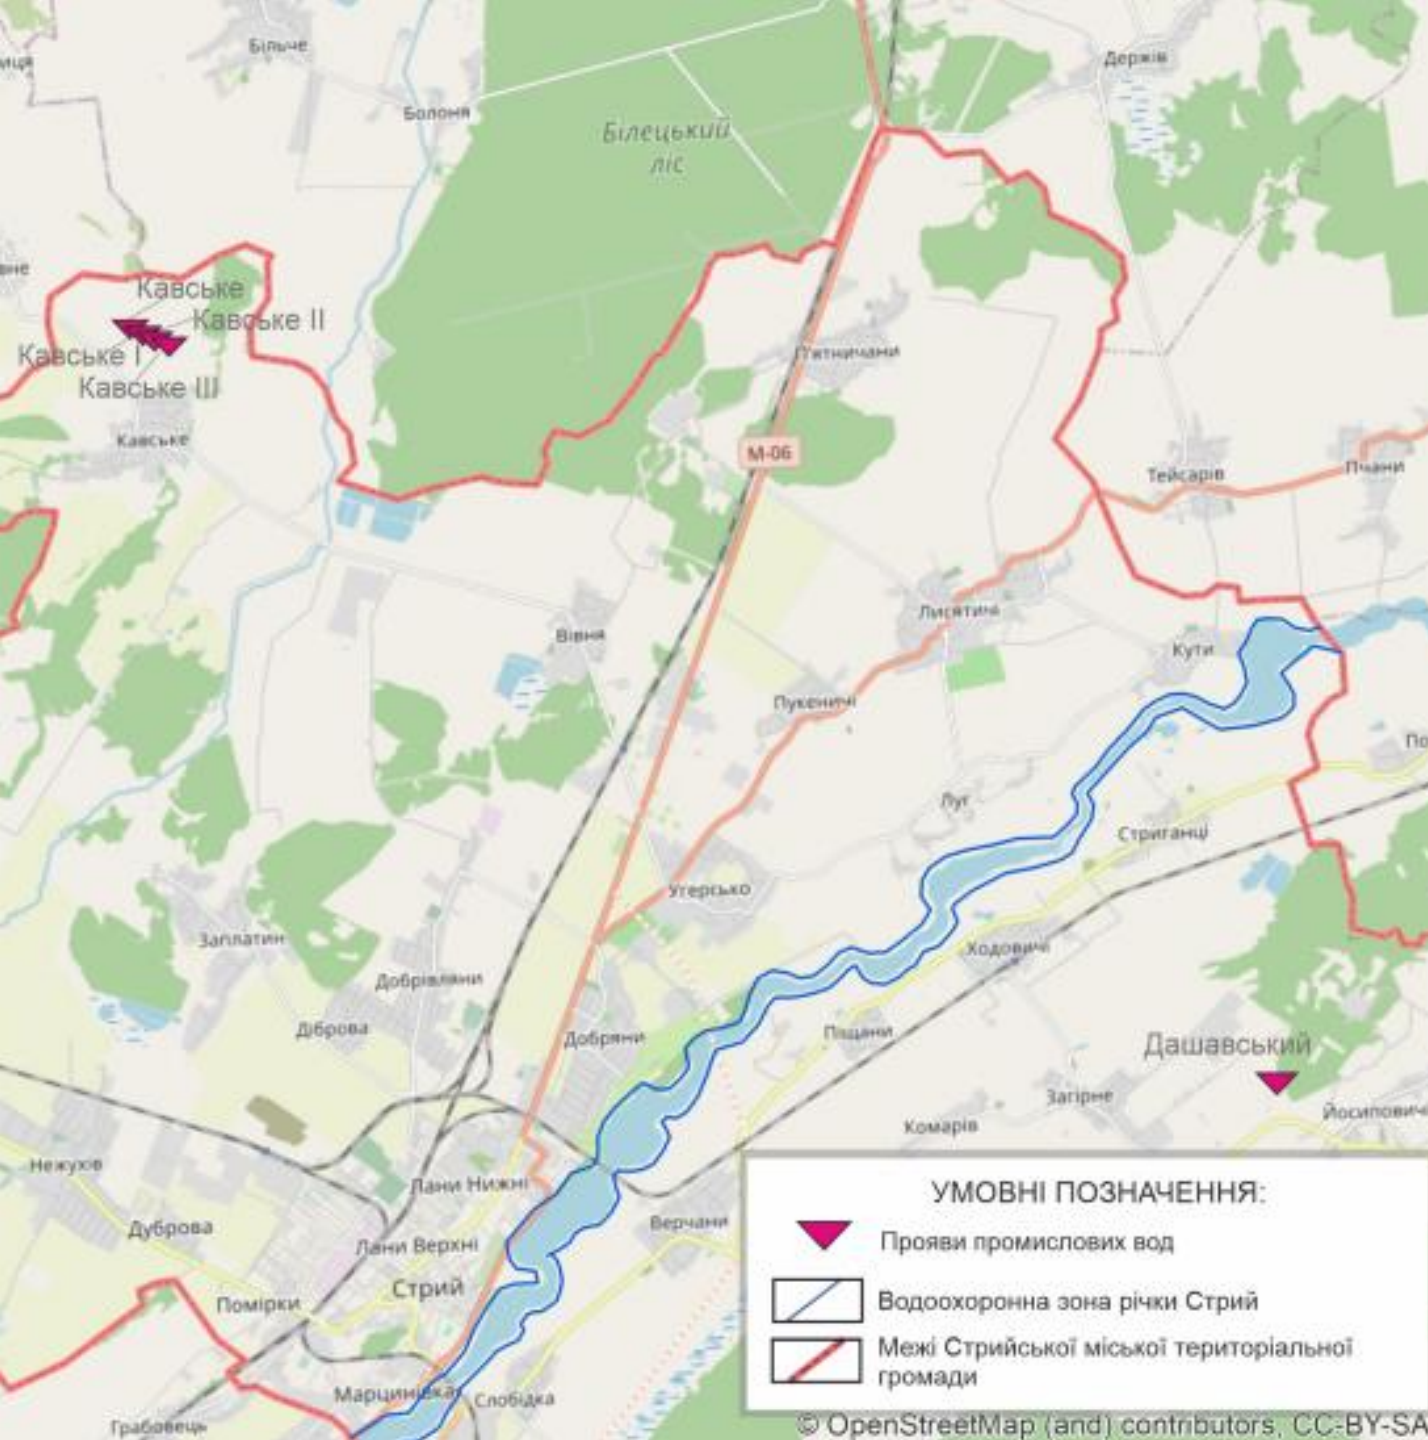 Більче
Держів
Болоня
Білецький
ліс
Кавське
Кавське II
Кавське I
Кавське III
П'ятничани
Кавське
М-06
Тейсарів
Пчани
Лисятичі
Вівня
Кути
Пукеничі
Луг
Стриганці
Угерсько
Заплатин
Ходовичі
Добрівляни
Діброва
Добряни
Піщани
Дашавський
Загірне
Йосипович
Комарів
Нежухів
Лани Нижні
Дуброва
Верчани
Лани Верхні
Стрий
Помірки
Марцинівка
Слобідка
Грабовець
УМОВНІ ПОЗНАЧЕННЯ:
Прояви промислових вод
Водоохоронна зона річки Стрий
Межі Стрийської міської територіальної
громади
© OpenStreetMap (and) contributors, CC-BY-SA